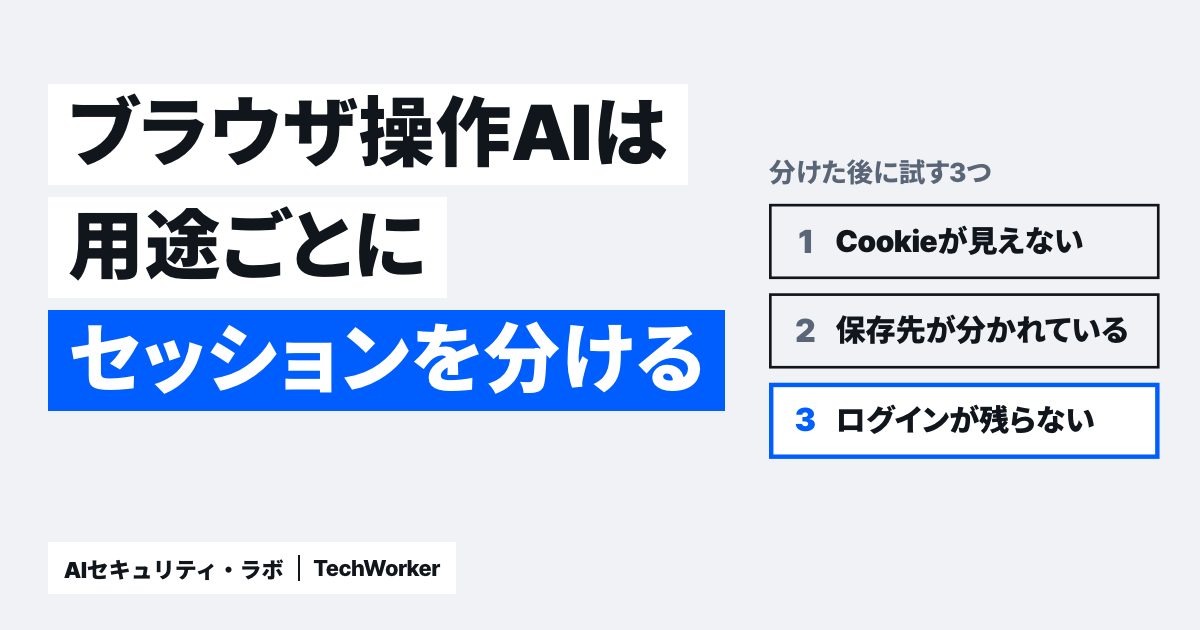 ブラウザ操作AIは
用途ごとに
セッションを分ける
分けた後に試す3つ
1 Cookieが見えない
2 保存先が分かれている
3 ログインが残らない
AIセキュリティ・ラボ | TechWorker